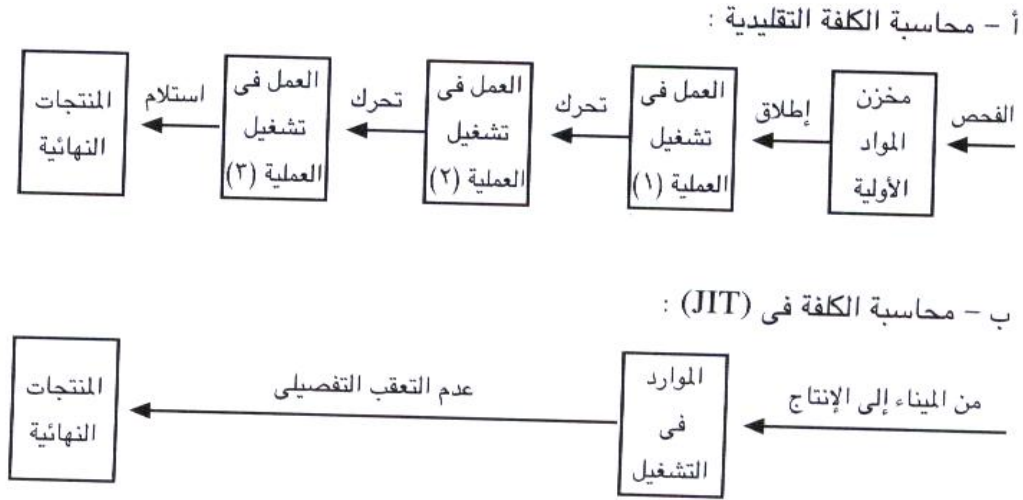 أ – محاسبة الكلفة التقليدية :
الفحص
مخزن
المواد
الأولية
إطلاق
العمل فى
تشغيل
العملية (١)
تحرك
العمل فى
تشغيل
العملية (٢)
تحرك
العمل فى
تشغيل
العملية (٣)
استلام
المنتجات
النهائية
ب – محاسبة الكلفة فى (JIT) :
من الميناء إلى الإنتاج
الموارد
فى
التشغيل
عدم التعقب التفصيلى
المنتجات
النهائية